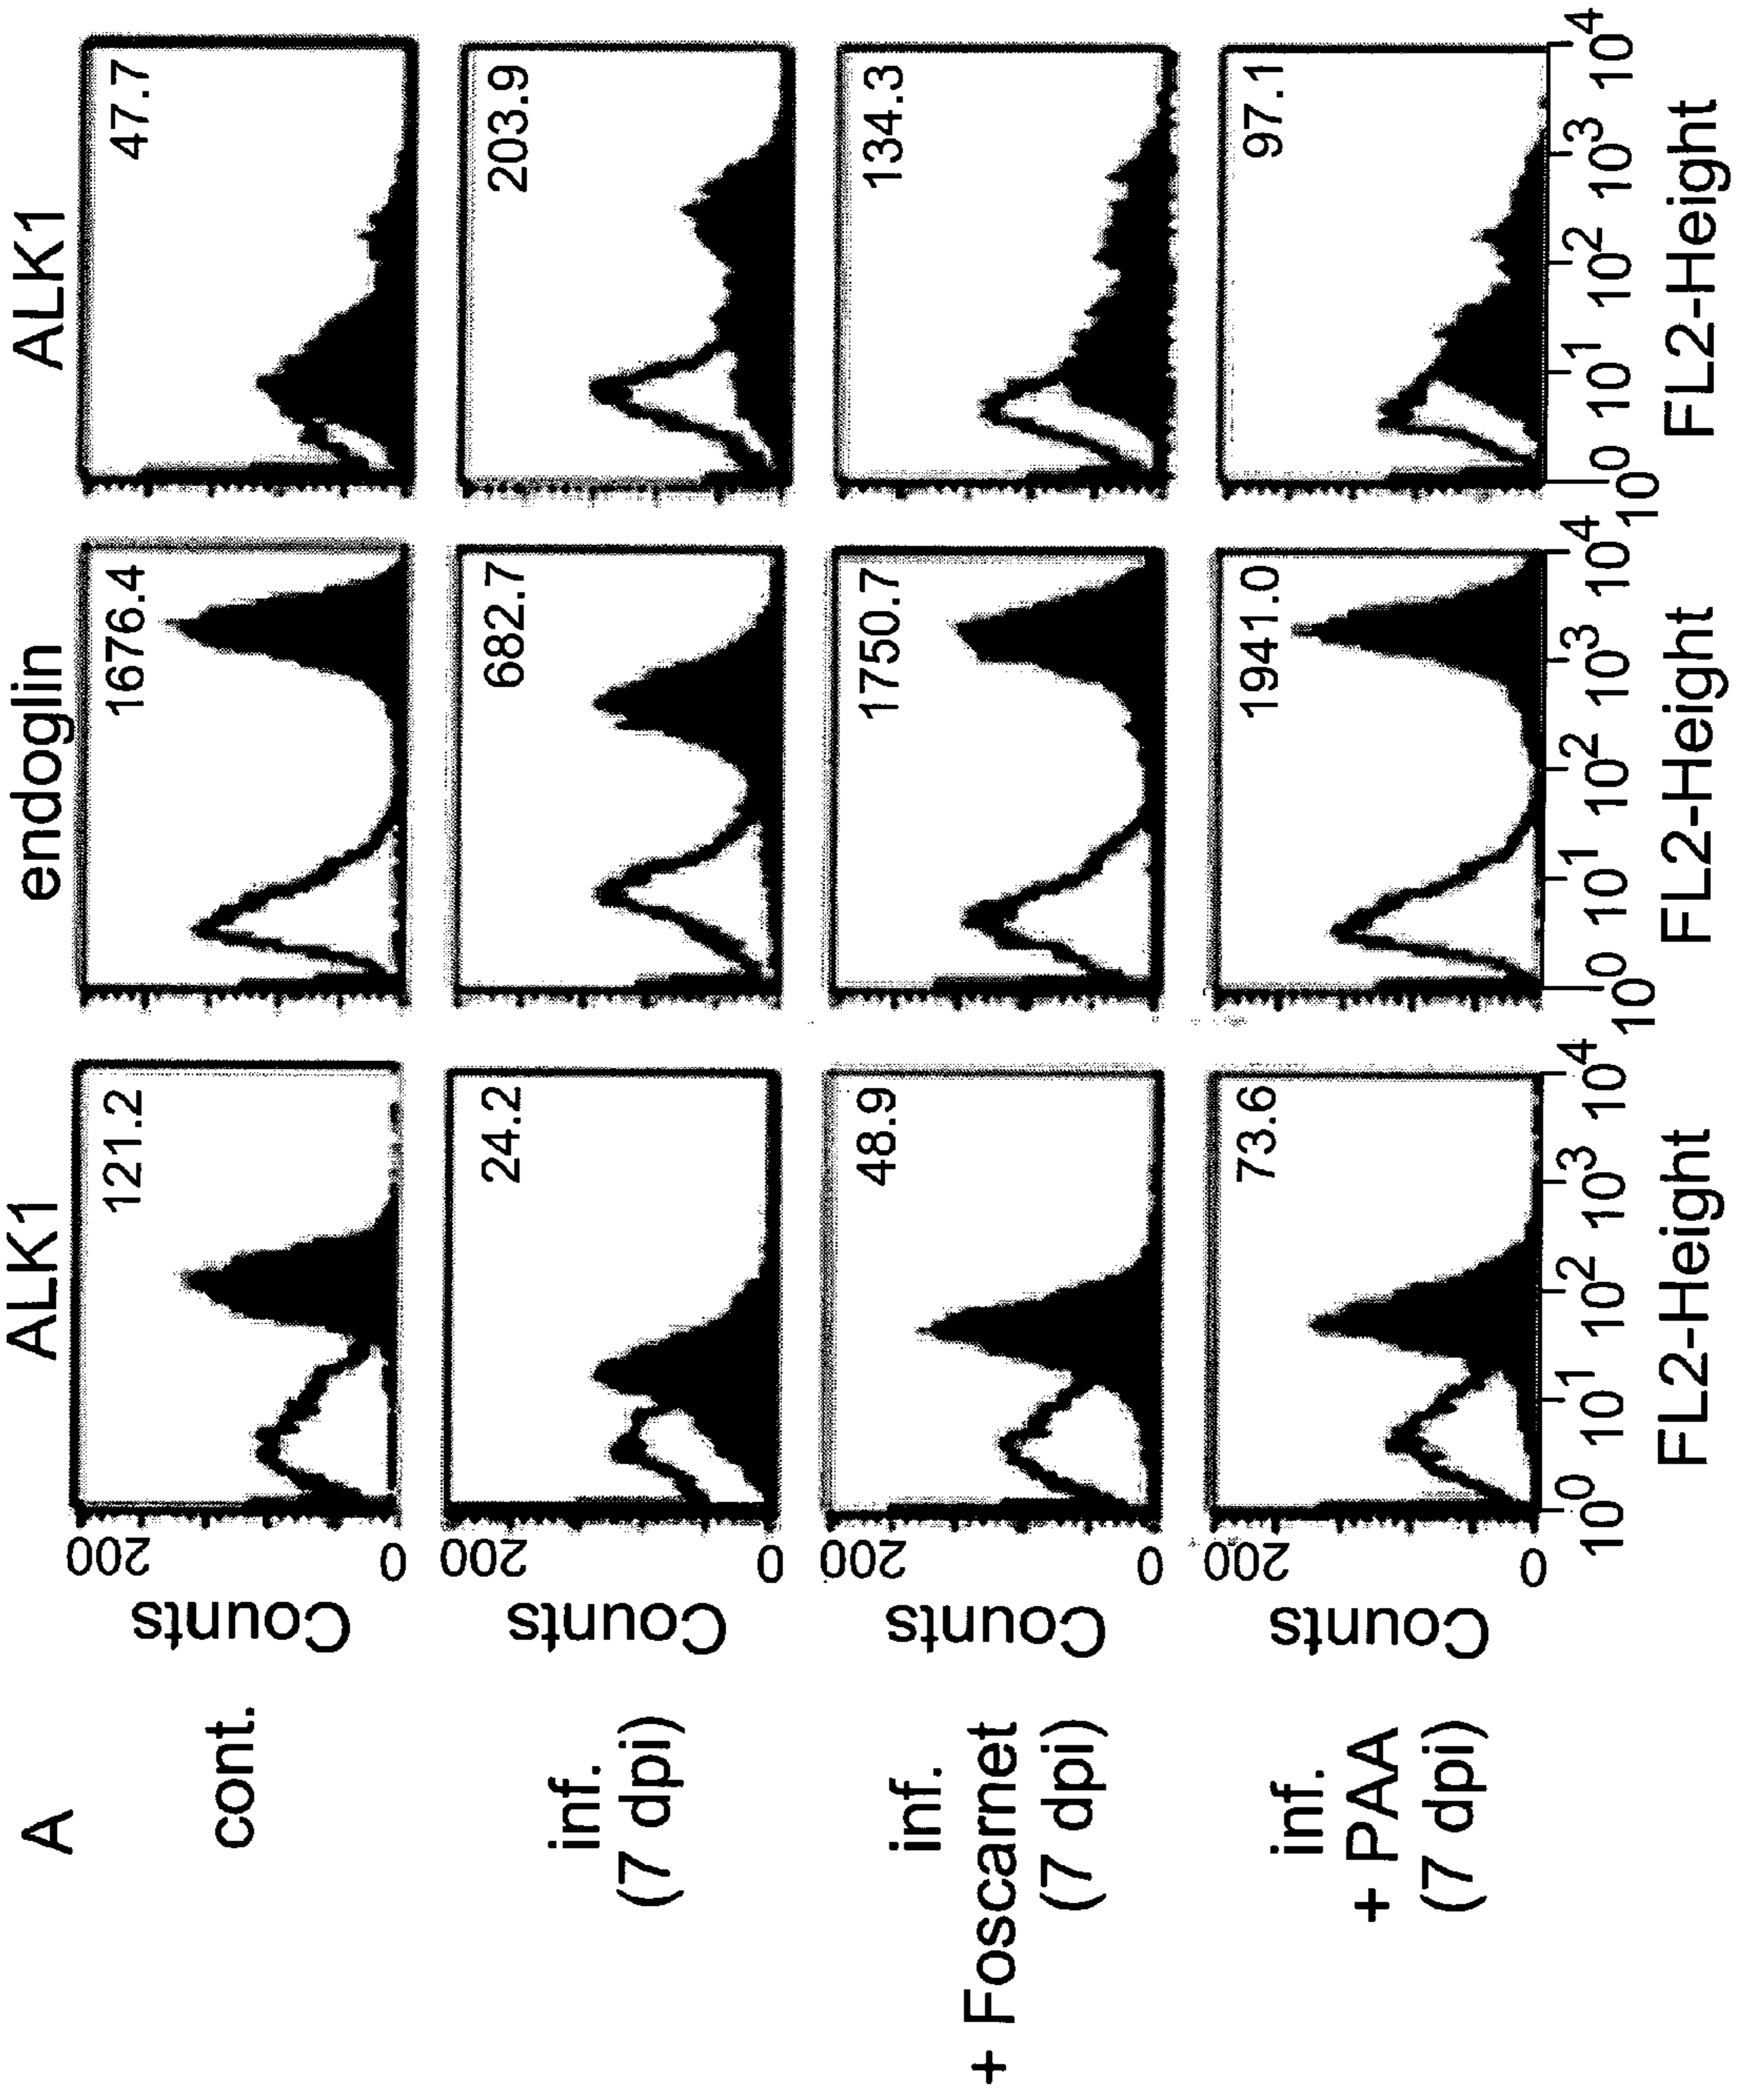 A
ALK1
endoglin
ALK1
cont.
Counts
200
0
121.2
1676.4
47.7
inf.
(7 dpi)
Counts
200
0
24.2
682.7
203.9
inf.
+ Foscarnet
(7 dpi)
Counts
200
0
48.9
1750.7
134.3
inf.
+ PAA
(7 dpi)
Counts
200
0
73.6
1941.0
97.1
10⁰ 10¹ 10² 10³ 10⁴
10⁰ 10¹ 10² 10³ 10⁴
10⁰ 10¹ 10² 10³ 10⁴
FL2-Height
FL2-Height
FL2-Height